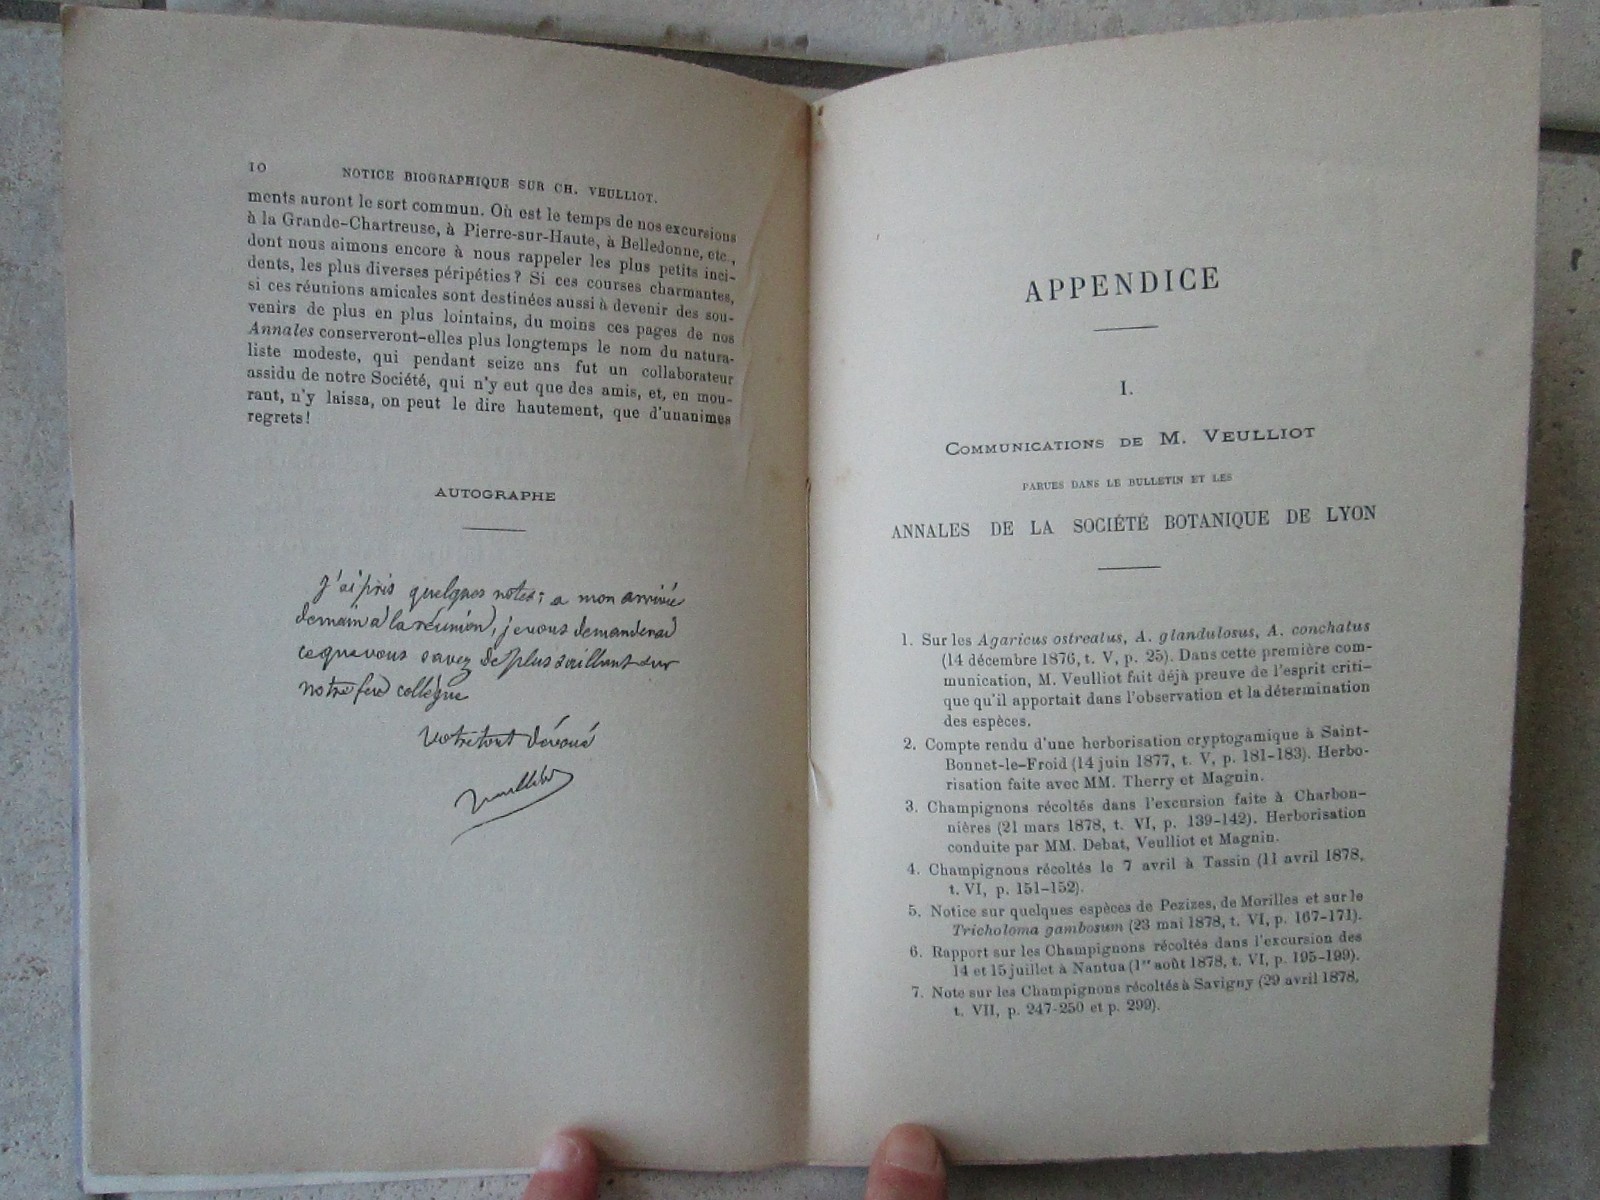 10 NOTICE BIOGRAPHIQUE SUR CH. VEULLIOT.
ments auront le sort commun. Où est le temps de nos excursions
à la Grande-Chartreuse, à Pierre-sur-Haute, à Belledonne, etc.,
dont nous aimons encore à nous rappeler les plus petits inci-
dents, les plus diverses péripéties? Si ces courses charmantes,
si ces réunions amicales sont destinées aussi à devenir des sou-
venirs de plus en plus lointains, du moins ces pages de nos
Annales conserveront-elles plus longtemps le nom du natura-
liste modeste, qui pendant seize ans fut un collaborateur
assidu de notre Société, qui n'y eut que des amis, et, en mou-
rant, n'y laissa, on peut le dire hautement, que d'unanimes
regrets!
AUTOGRAPHE
J'ai pris quelques notes; a mon arrivée
demain à la réunion, je vous demanderai
ce que vous savez de plus saillant sur
notre feu collègue
Votre tout dévoué
Veulliot
APPENDICE
I.
COMMUNICATIONS DE M. VEULLIOT
PARUES DANS LE BULLETIN ET LES
ANNALES DE LA SOCIÉTÉ BOTANIQUE DE LYON
1. Sur les Agaricus ostreatus, A. glandulosus, A. conchatus
(14 décembre 1876, t. V, p. 25). Dans cette première com-
munication, M. Veulliot fait déjà preuve de l'esprit criti-
que qu'il apportait dans l'observation et la détermination
des espèces.
2. Compte rendu d'une herborisation cryptogamique à Saint-
Bonnet-le-Froid (14 juin 1877, t. V, p. 181-183). Herbo-
risation faite avec MM. Therry et Magnin.
3. Champignons récoltés dans l'excursion faite à Charbon-
nières (21 mars 1878, t. VI, p. 139-142). Herborisation
conduite par MM. Debat, Veulliot et Magnin.
4. Champignons récoltés le 7 avril à Tassin (11 avril 1878,
t. VI, p. 151-152).
5. Notice sur quelques espèces de Pezizes, de Morilles et sur le
Tricholoma gambosum (23 mai 1878, t. VI, p. 167-171).
6. Rapport sur les Champignons récoltés dans l'excursion des
14 et 15 juillet à Nantua (1er août 1878, t. VI, p. 195-199).
7. Note sur les Champignons récoltés à Savigny (29 avril 1878,
t. VII, p. 247-250 et p. 299).